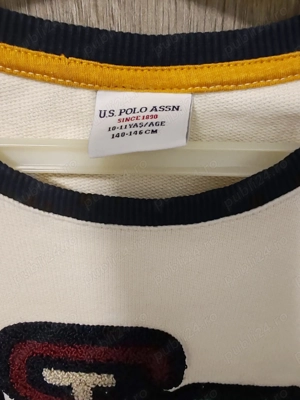 U.S. POLO ASSN.
SINCE 1890
10-11 YAS/AGE
140-146 CM